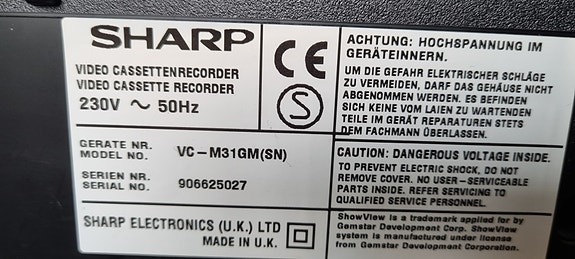 SHARP
VIDEO CASSETTENRECORDER
VIDEO CASSETTE RECORDER
230V ~ 50Hz
CE
S
GERÄTE NR.
MODEL NO. VC-M31GM(SN)
SERIEN NR.
SERIAL NO. 906625027
SHARP ELECTRONICS (U.K.) LTD
MADE IN U.K.
ACHTUNG: HOCHSPANNUNG IM
GERÄTEINNERN.
UM DIE GEFAHR ELEKTRISCHER SCHLÄGE
ZU VERMEIDEN, DARF DAS GEHÄUSE NICHT
ABGENOMMEN WERDEN. ES BEFINDEN
SICH KEINE VOM LAIEN ZU WARTENDEN
TEILE IM GERÄT REPARATUREN STETS
DEM FACHMANN ÜBERLASSEN.
CAUTION: DANGEROUS VOLTAGE INSIDE.
TO PREVENT ELECTRIC SHOCK, DO NOT
REMOVE COVER. NO USER-SERVICEABLE
PARTS INSIDE. REFER SERVICING TO
QUALIFIED SERVICE PERSONNEL.
ShowView is a trademark applied for by
Gemstar Development Corp. ShowView
system is manufactured under license
from Gemstar Development Corporation.